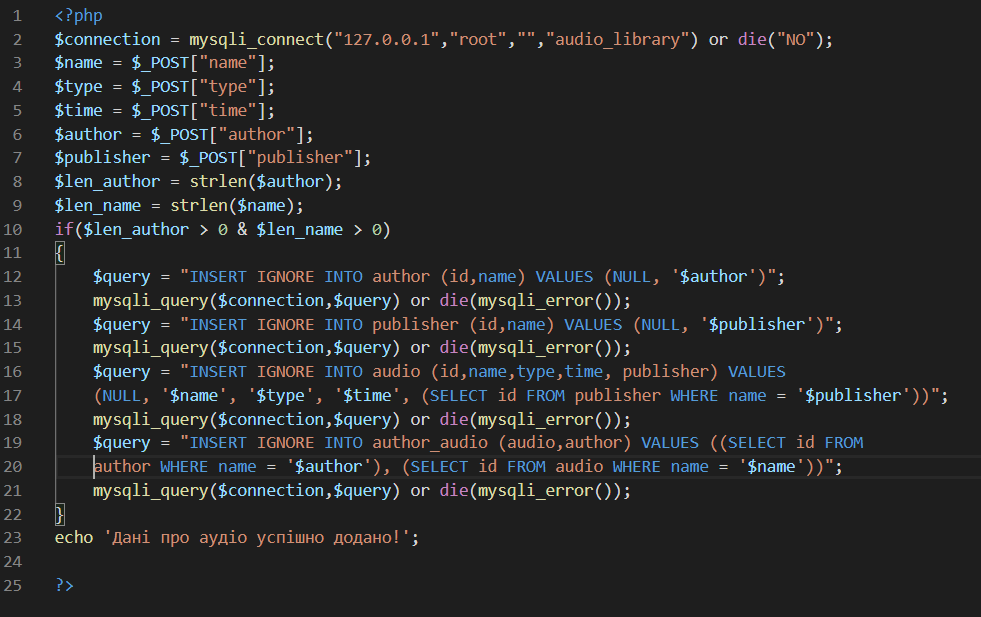 1 <?php
2 $connection = mysqli_connect("127.0.0.1","root","","audio_library") or die("NO");
3 $name = $_POST["name"];
4 $type = $_POST["type"];
5 $time = $_POST["time"];
6 $author = $_POST["author"];
7 $publisher = $_POST["publisher"];
8 $len_author = strlen($author);
9 $len_name = strlen($name);
10 if($len_author > 0 & $len_name > 0)
11 {
12     $query = "INSERT IGNORE INTO author (id,name) VALUES (NULL, '$author')";
13     mysqli_query($connection,$query) or die(mysqli_error());
14     $query = "INSERT IGNORE INTO publisher (id,name) VALUES (NULL, '$publisher')";
15     mysqli_query($connection,$query) or die(mysqli_error());
16     $query = "INSERT IGNORE INTO audio (id,name,type,time, publisher) VALUES
17     (NULL, '$name', '$type', '$time', (SELECT id FROM publisher WHERE name = '$publisher'))";
18     mysqli_query($connection,$query) or die(mysqli_error());
19     $query = "INSERT IGNORE INTO author_audio (audio,author) VALUES ((SELECT id FROM
20     author WHERE name = '$author'), (SELECT id FROM audio WHERE name = '$name'))";
21     mysqli_query($connection,$query) or die(mysqli_error());
22 }
23 echo 'Дані про аудіо успішно додано!';
24
25 ?>